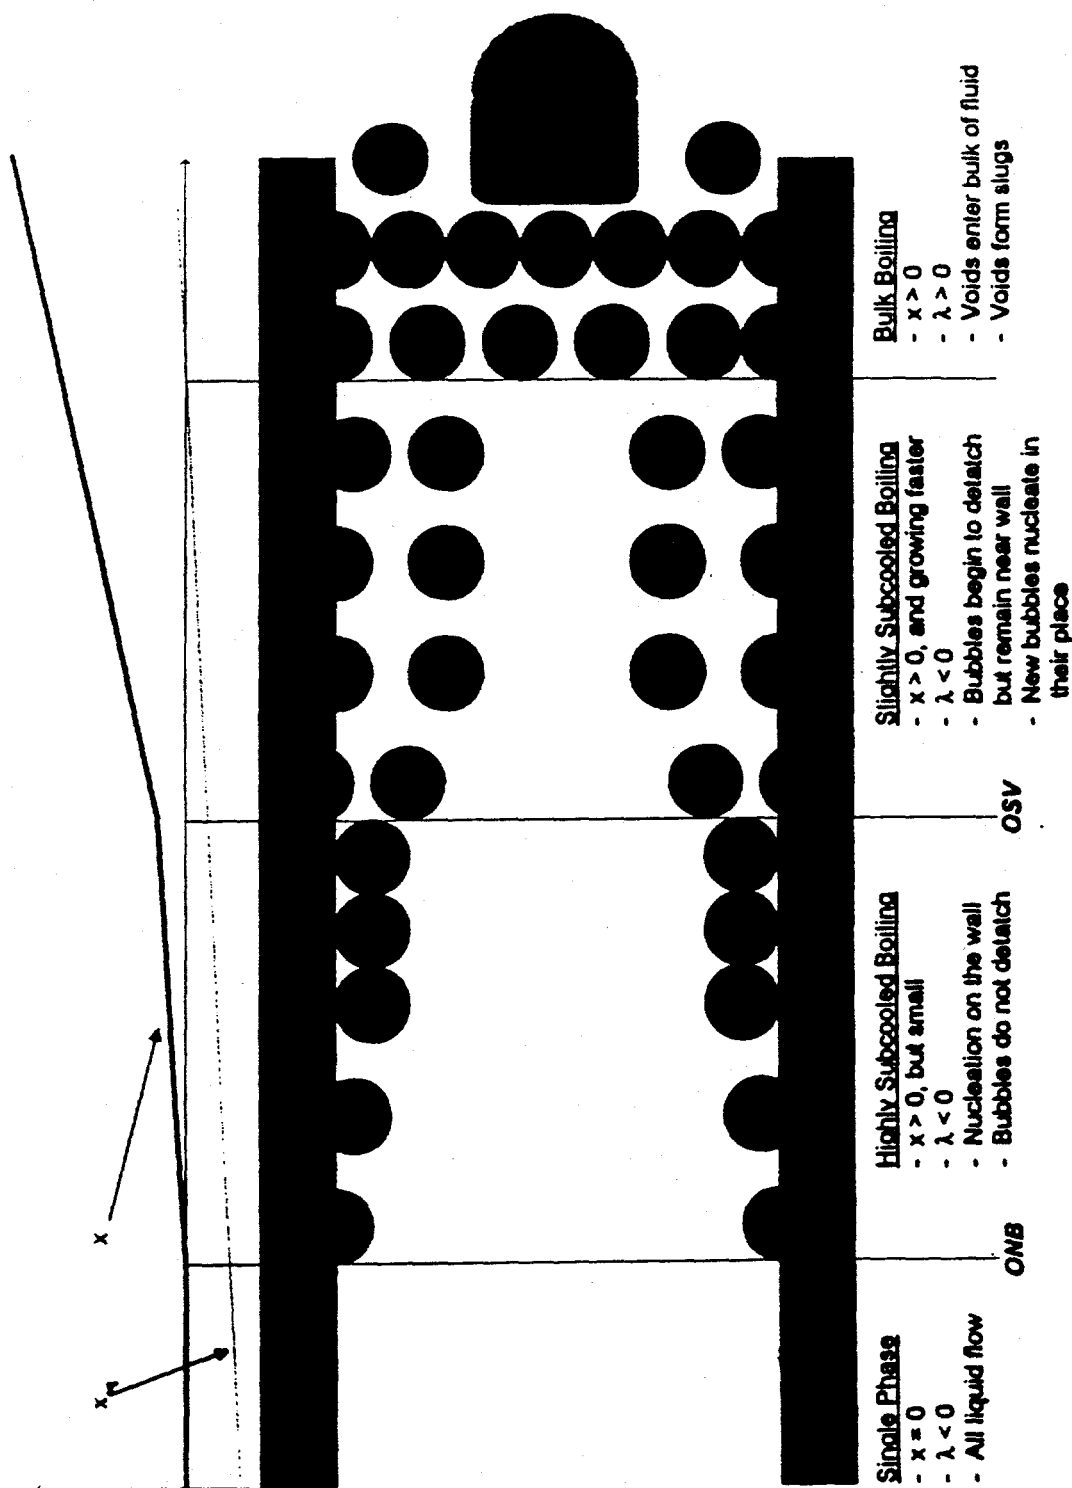 x
x
Single Phase
- x = 0
- λ < 0
- All liquid flow
ONB
Highly Subcooled Boiling
- x > 0, but small
- λ < 0
- Nucleation on the wall
- Bubbles do not detatch
OSV
Slightly Subcooled Boiling
- x > 0, and growing faster
- λ < 0
- Bubbles begin to detatch
but remain near wall
- New bubbles nucleate in
their place
Bulk Boiling
- x > 0
- λ > 0
- Voids enter bulk of fluid
- Voids form slugs